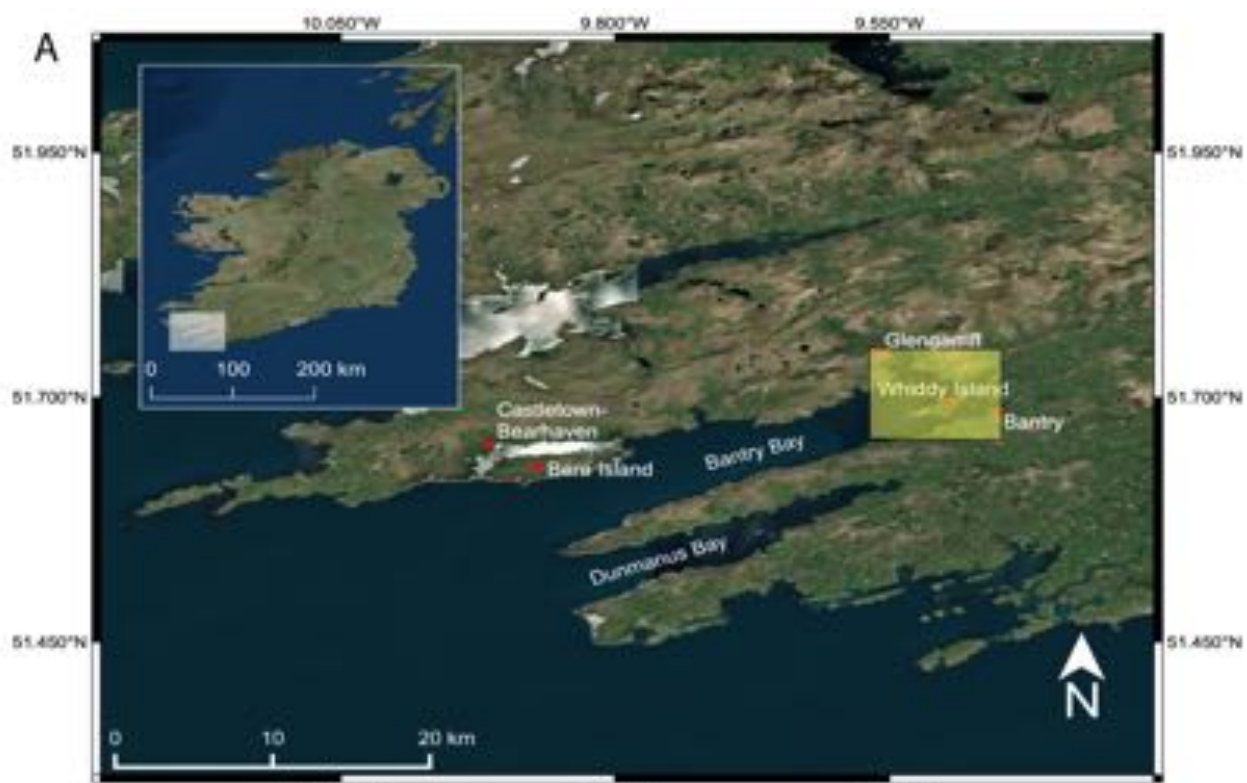 A
10.050°W 9.800°W 9.550°W
51.950°N 51.950°N
0 100 200 km
Glengarriff
Whiddy Island
51.700°N 51.700°N
Castletown-
Bearhaven
Bantry
Bantry Bay
Bere Island
Dunmanus Bay
51.450°N 51.450°N
N
0 10 20 km